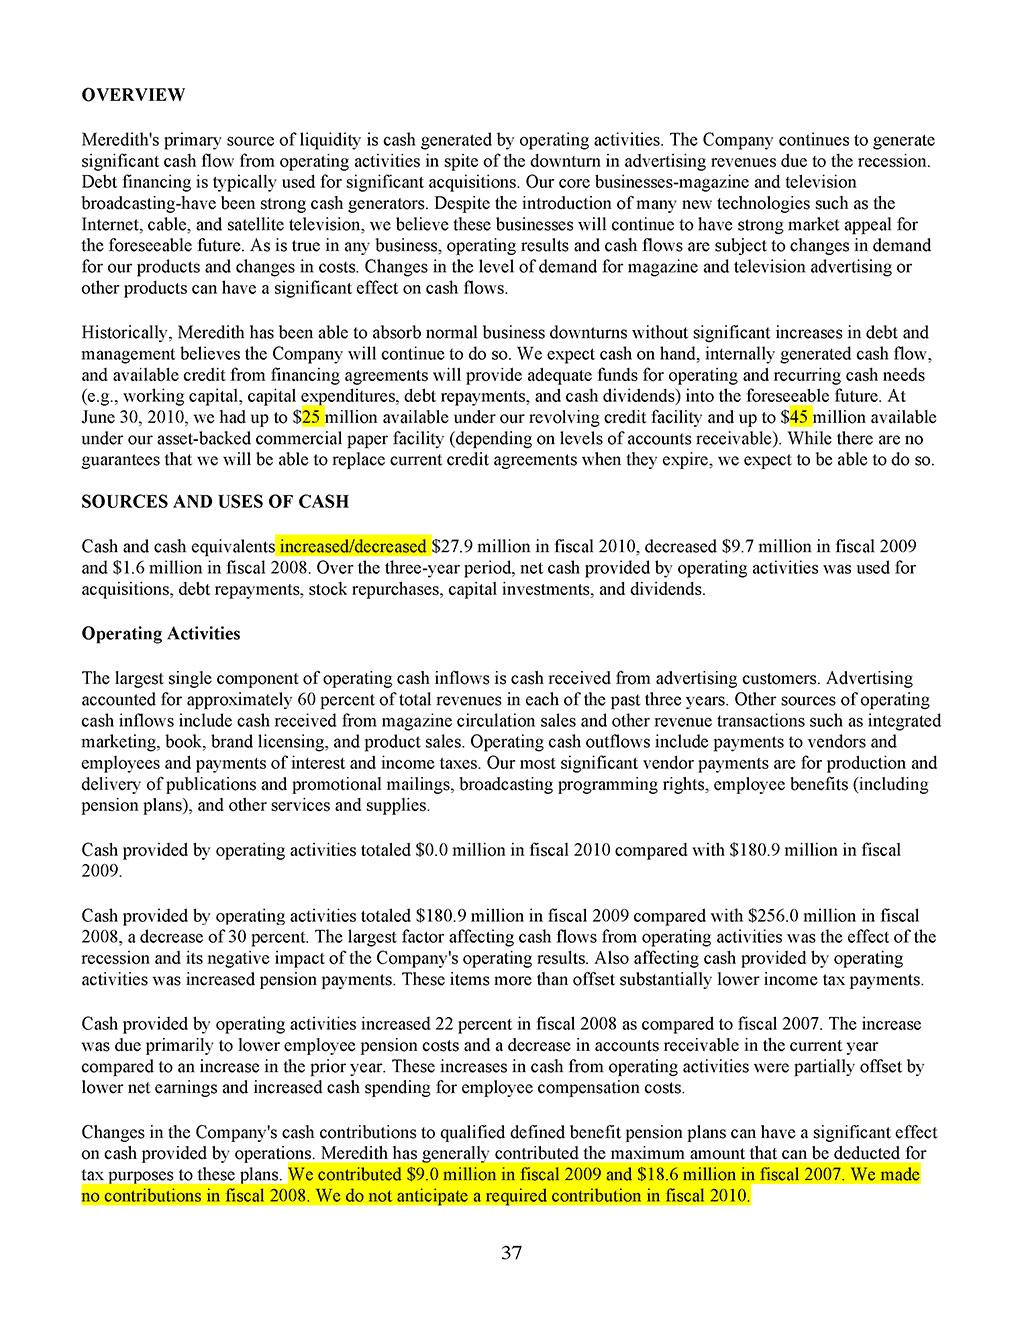 OVERVIEW
Meredith's primary source of liquidity is cash generated by operating activities. The Company continues to generate
significant cash flow from operating activities in spite of the downturn in advertising revenues due to the recession.
Debt financing is typically used for significant acquisitions. Our core businesses-magazine and television
broadcasting-have been strong cash generators. Despite the introduction of many new technologies such as the
Internet, cable, and satellite television, we believe these businesses will continue to have strong market appeal for
the foreseeable future. As is true in any business, operating results and cash flows are subject to changes in demand
for our products and changes in costs. Changes in the level of demand for magazine and television advertising or
other products can have a significant effect on cash flows.
Historically, Meredith has been able to absorb normal business downturns without significant increases in debt and
management believes the Company will continue to do so. We expect cash on hand, internally generated cash flow,
and available credit from financing agreements will provide adequate funds for operating and recurring cash needs
(e.g., working capital, capital expenditures, debt repayments, and cash dividends) into the foreseeable future. At
June 30, 2010, we had up to $25 million available under our revolving credit facility and up to $45 million available
under our asset-backed commercial paper facility (depending on levels of accounts receivable). While there are no
guarantees that we will be able to replace current credit agreements when they expire, we expect to be able to do so.
SOURCES AND USES OF CASH
Cash and cash equivalents increased/decreased $27.9 million in fiscal 2010, decreased $9.7 million in fiscal 2009
and $1.6 million in fiscal 2008. Over the three-year period, net cash provided by operating activities was used for
acquisitions, debt repayments, stock repurchases, capital investments, and dividends.
Operating Activities
The largest single component of operating cash inflows is cash received from advertising customers. Advertising
accounted for approximately 60 percent of total revenues in each of the past three years. Other sources of operating
cash inflows include cash received from magazine circulation sales and other revenue transactions such as integrated
marketing, book, brand licensing, and product sales. Operating cash outflows include payments to vendors and
employees and payments of interest and income taxes. Our most significant vendor payments are for production and
delivery of publications and promotional mailings, broadcasting programming rights, employee benefits (including
pension plans), and other services and supplies.
Cash provided by operating activities totaled $0.0 million in fiscal 2010 compared with $180.9 million in fiscal
2009.
Cash provided by operating activities totaled $180.9 million in fiscal 2009 compared with $256.0 million in fiscal
2008, a decrease of 30 percent. The largest factor affecting cash flows from operating activities was the effect of the
recession and its negative impact of the Company's operating results. Also affecting cash provided by operating
activities was increased pension payments. These items more than offset substantially lower income tax payments.
Cash provided by operating activities increased 22 percent in fiscal 2008 as compared to fiscal 2007. The increase
was due primarily to lower employee pension costs and a decrease in accounts receivable in the current year
compared to an increase in the prior year. These increases in cash from operating activities were partially offset by
lower net earnings and increased cash spending for employee compensation costs.
Changes in the Company's cash contributions to qualified defined benefit pension plans can have a significant effect
on cash provided by operations. Meredith has generally contributed the maximum amount that can be deducted for
tax purposes to these plans. We contributed $9.0 million in fiscal 2009 and $18.6 million in fiscal 2007. We made
no contributions in fiscal 2008. We do not anticipate a required contribution in fiscal 2010.
37